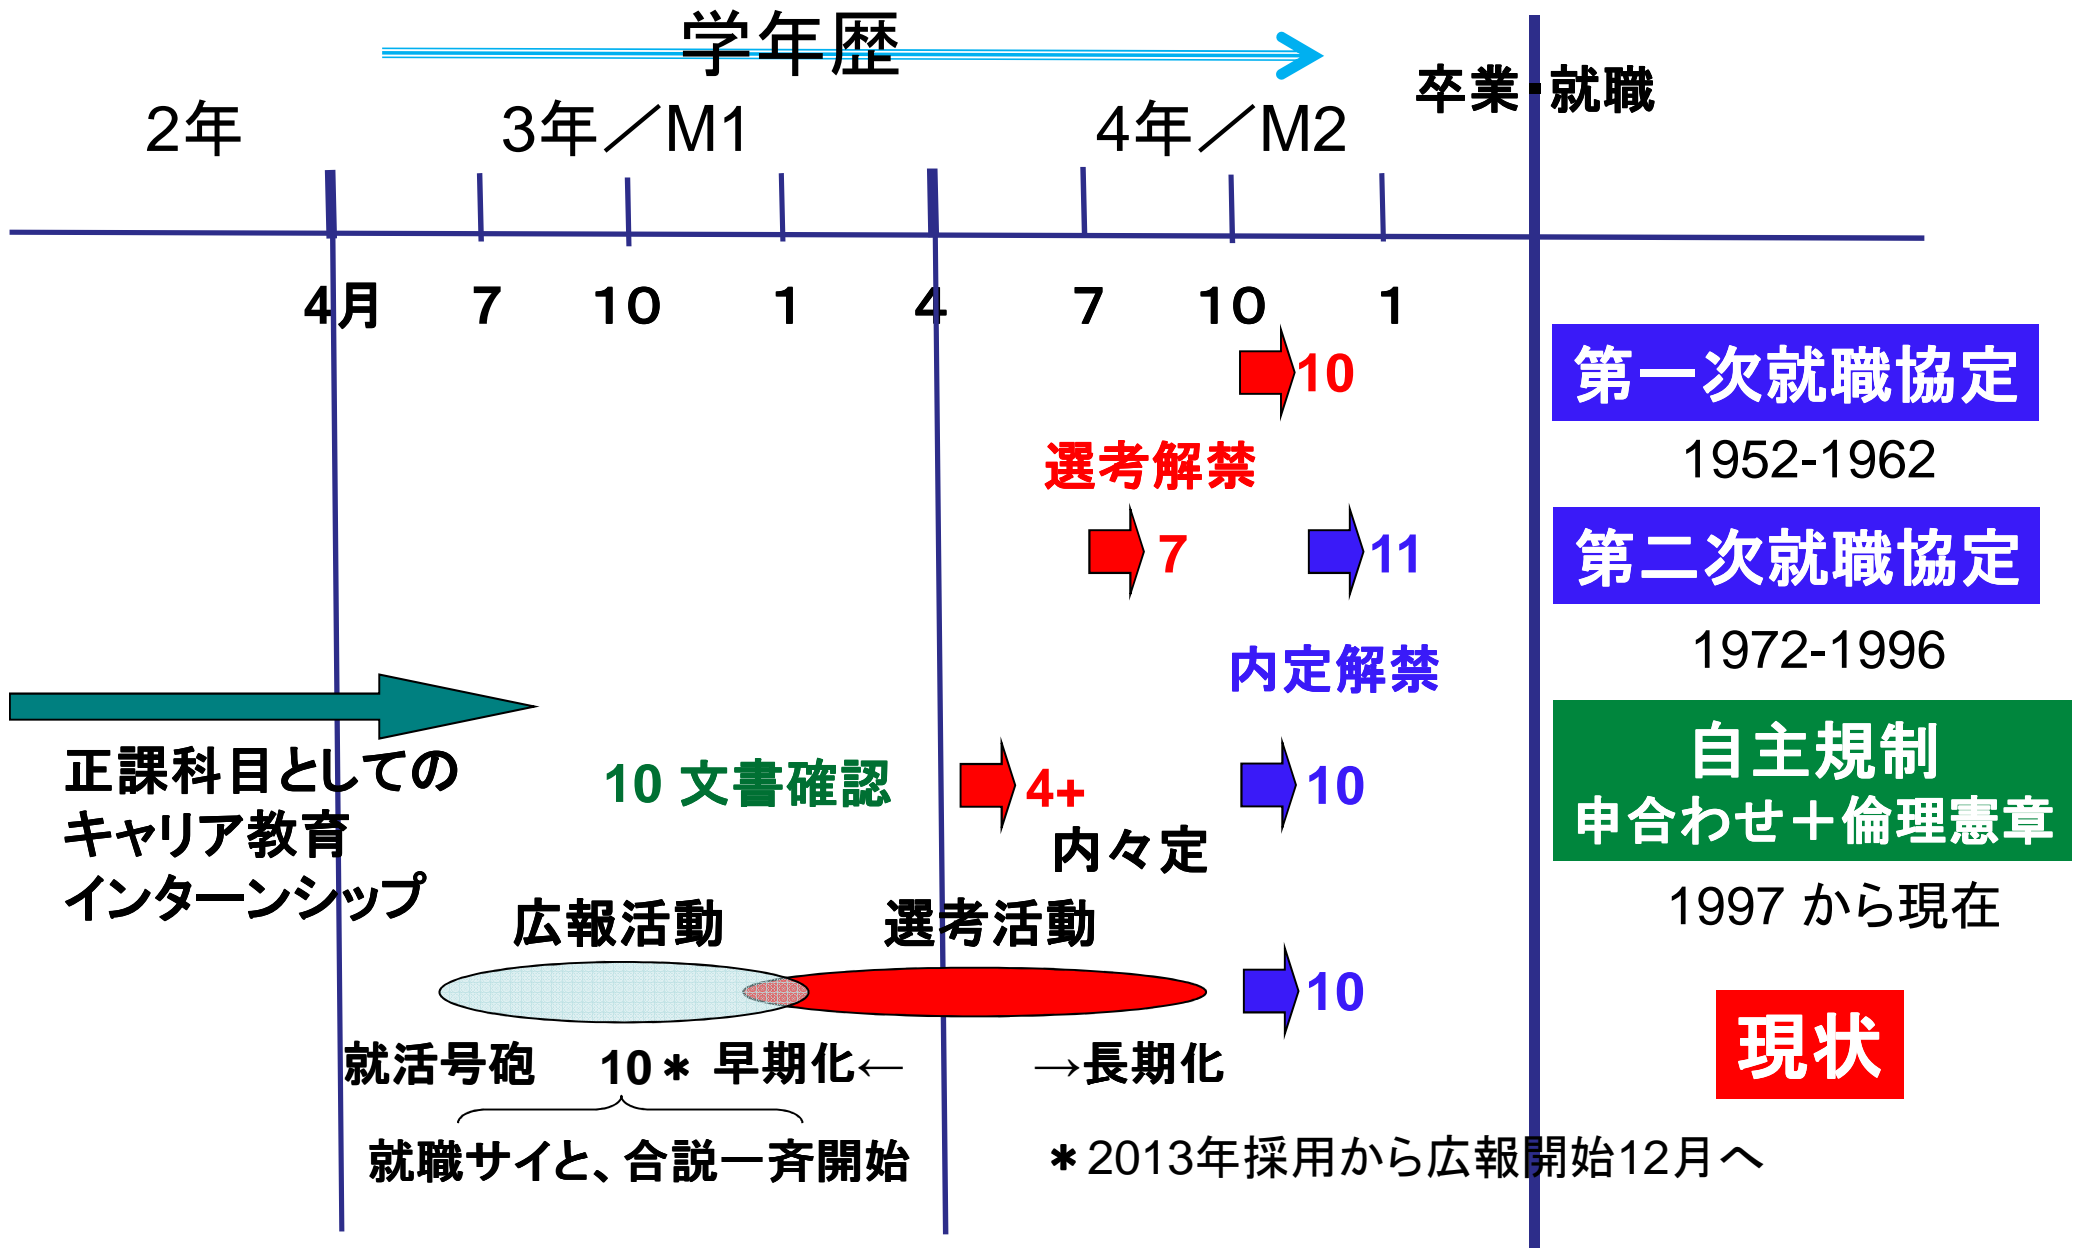 学年歴
卒業・就職
2年
3年／M1
4年／M2
4月
7
10
1
4
7
10
1
10
第一次就職協定
選考解禁
1952-1962
7
11
第二次就職協定
内定解禁
1972-1996
正課科目としての
キャリア教育
インターンシップ
10 文書確認
4+
10
自主規制
申合わせ＋倫理憲章
内々定
1997 から現在
広報活動
選考活動
10
現状
就活号砲
10＊ 早期化←
→長期化
就職サイと、合説一斉開始
＊2013年採用から広報開始12月へ